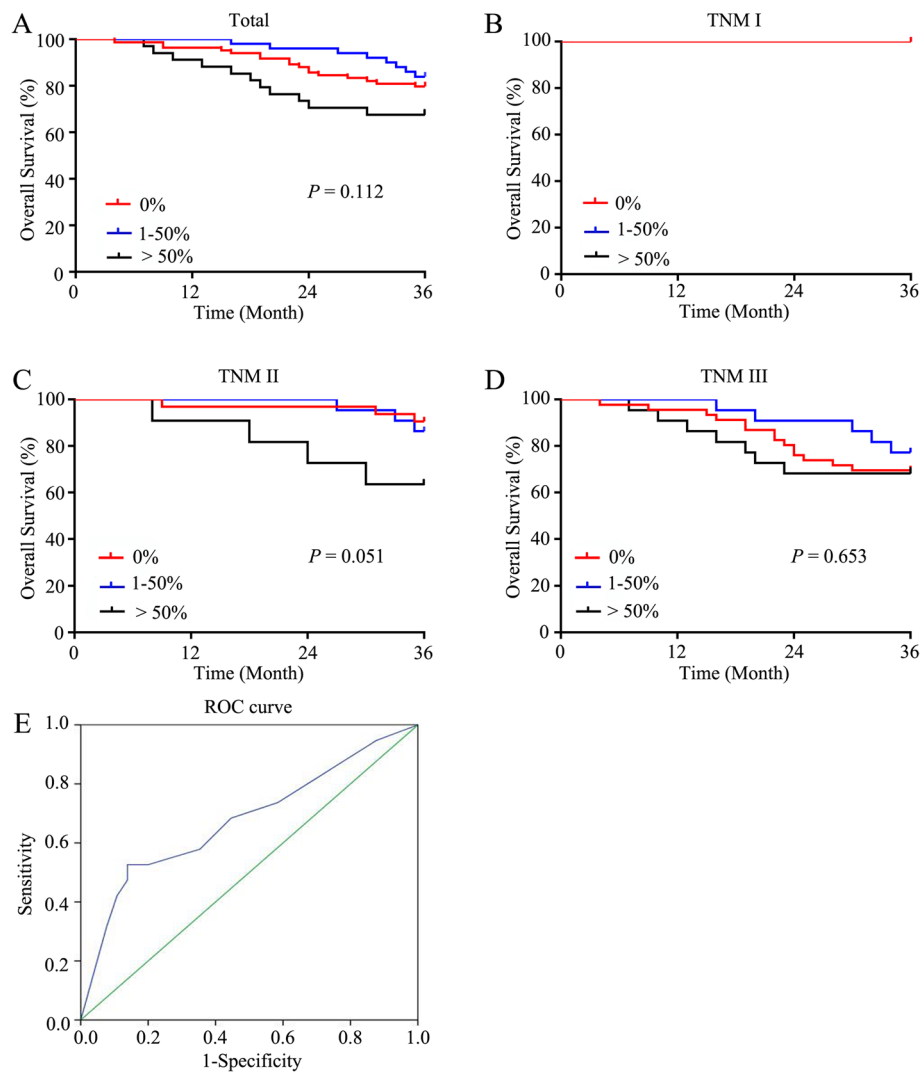 A
Total
Overall Survival (%)
100
80
60
40
20
0
P = 0.112
0%
1-50%
> 50%
0
12
24
36
Time (Month)
B
TNM I
Overall Survival (%)
100
80
60
40
20
0
0%
1-50%
> 50%
0
12
24
36
Time (Month)
C
TNM II
Overall Survival (%)
100
80
60
40
20
0
P = 0.051
0%
1-50%
> 50%
0
12
24
36
Time (Month)
D
TNM III
Overall Survival (%)
100
80
60
40
20
0
P = 0.653
0%
1-50%
> 50%
0
12
24
36
Time (Month)
E
ROC curve
Sensitivity
1.0
0.8
0.6
0.4
0.2
0.0
0.0
0.2
0.4
0.6
0.8
1.0
1-Specificity